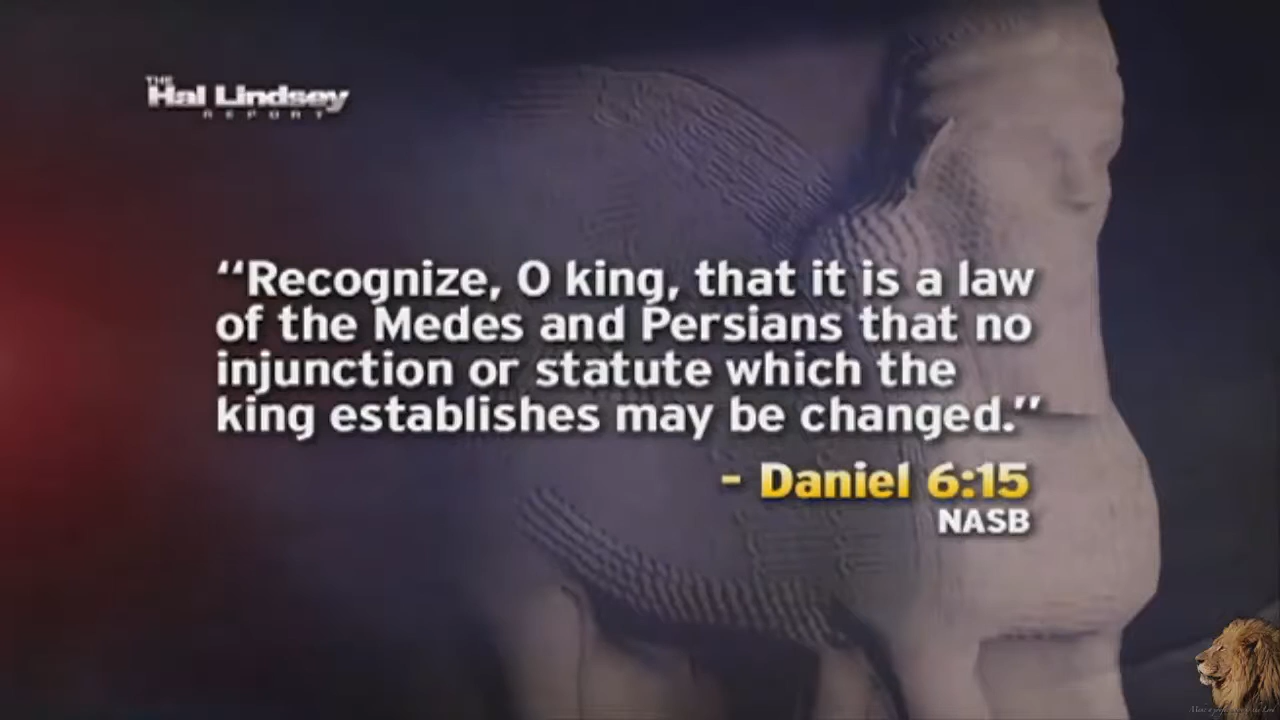 THE
Hal Lindsey
REPORT
“Recognize, O king, that it is a law
of the Medes and Persians that no
injunction or statute which the
king establishes may be changed.”
- Daniel 6:15
NASB